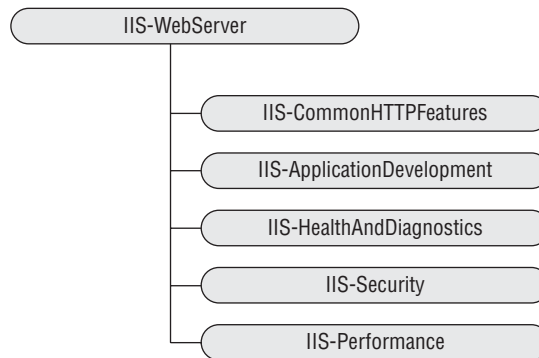 IIS-WebServer
IIS-CommonHTTPFeatures
IIS-ApplicationDevelopment
IIS-HealthAndDiagnostics
IIS-Security
IIS-Performance